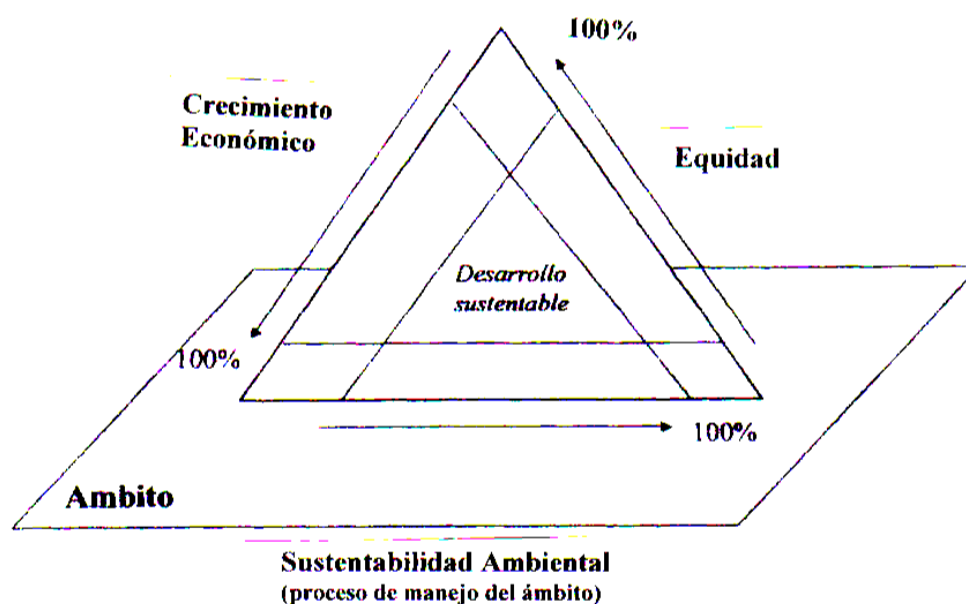 100%
Crecimiento
Económico
Equidad
Desarrollo
sustentable
100%
100%
Ambito
Sustentabilidad Ambiental
(proceso de manejo del ámbito)